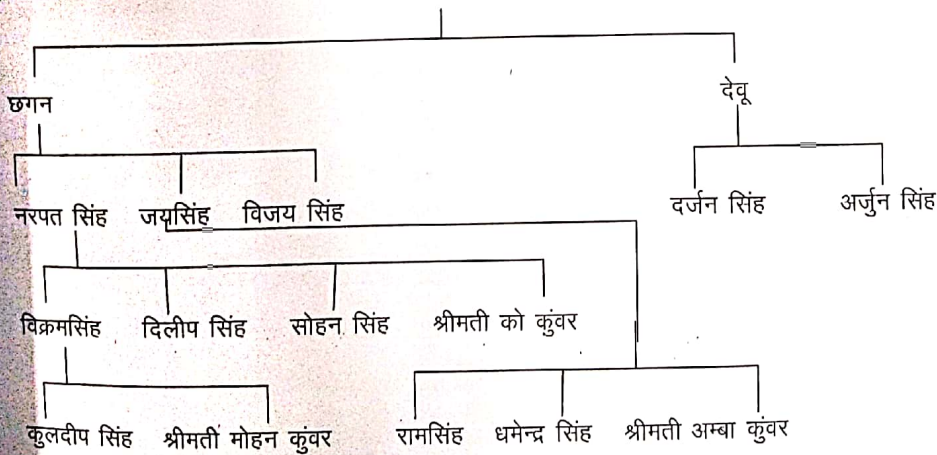 छगन देवू
नरपत सिंह जयसिंह विजय सिंह दर्जन सिंह अर्जुन सिंह
विक्रमसिंह दिलीप सिंह सोहन सिंह श्रीमती को कुंवर
कुलदीप सिंह श्रीमती मोहन कुंवर रामसिंह धमेन्द्र सिंह श्रीमती अम्बा कुंवर